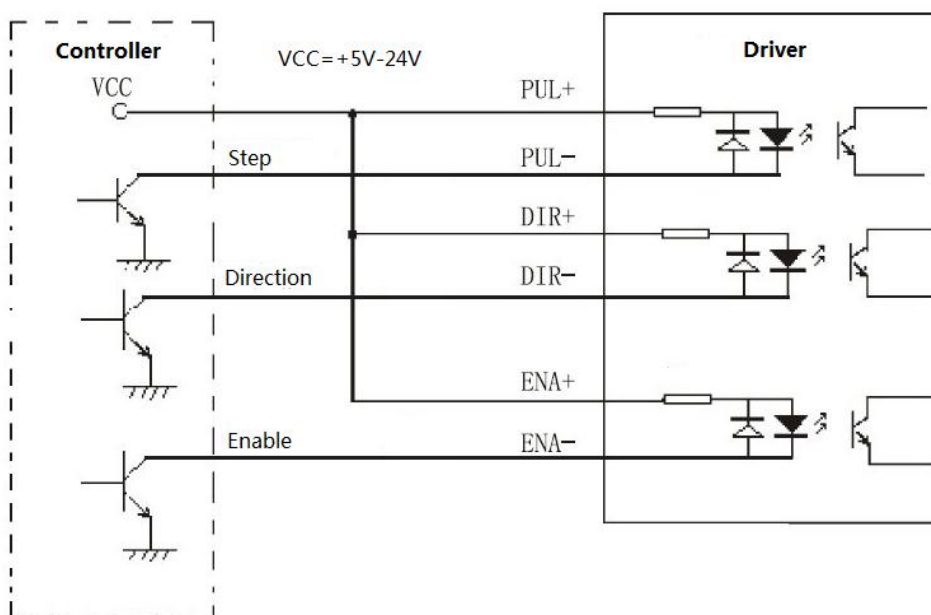 Controller
VCC
VCC=+5V-24V
Driver
PUL+
Step
PUL-
DIR+
Direction
DIR-
ENA+
Enable
ENA-